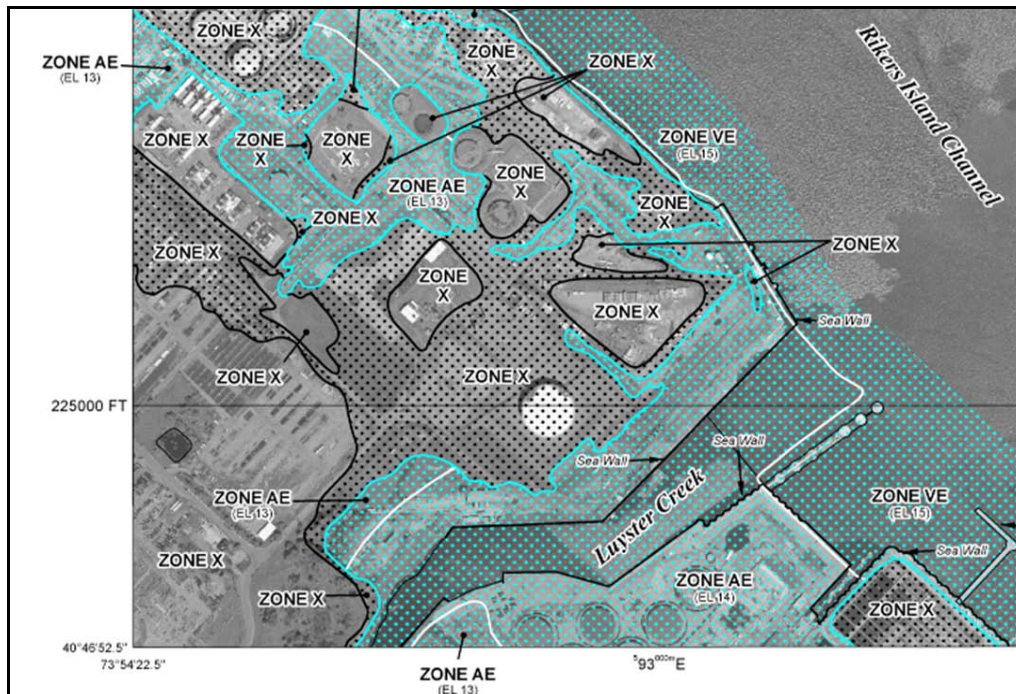 ZONE X
ZONE
X
ZONE AE
(EL 13)
ZONE X
Rikers Island Channel
ZONE X
ZONE
X
ZONE
X
ZONE VE
(EL 15)
ZONE AE
(EL 13)
ZONE
X
ZONE X
ZONE
X
ZONE X
ZONE X
ZONE
X
ZONE X
Sea Wall
ZONE X
ZONE X
225000 FT
Sea Wall
Sea Wall
ZONE AE
(EL 13)
Luyster Creek
ZONE VE
(EL 15)
ZONE X
Sea Wall
ZONE AE
(EL 14)
ZONE X
ZONE X
40°46'52.5"
73°54'22.5"
ZONE AE
(EL 13)
593000m E